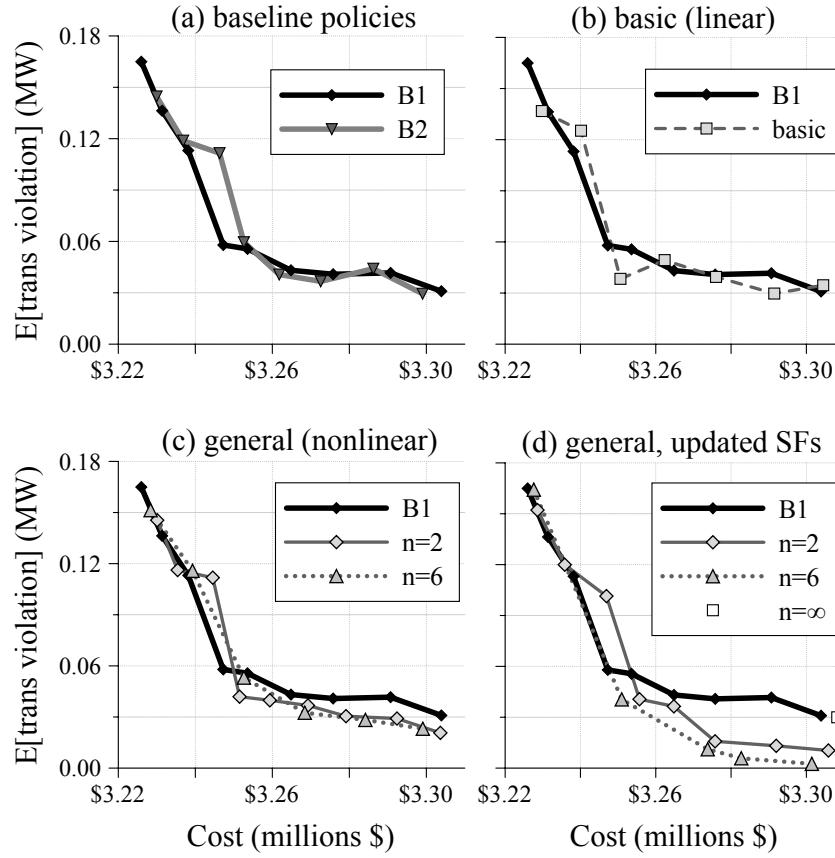 (a) baseline policies
(b) basic (linear)
E[trans violation] (MW)
0.18
0.12
0.06
0.00
B1
B2
B1
basic
$3.22
$3.26
$3.30
$3.22
$3.26
$3.30
(c) general (nonlinear)
(d) general, updated SFs
E[trans violation] (MW)
0.18
0.12
0.06
0.00
B1
n=2
n=6
B1
n=2
n=6
n=∞
$3.22
$3.26
$3.30
$3.22
$3.26
$3.30
Cost (millions $)
Cost (millions $)